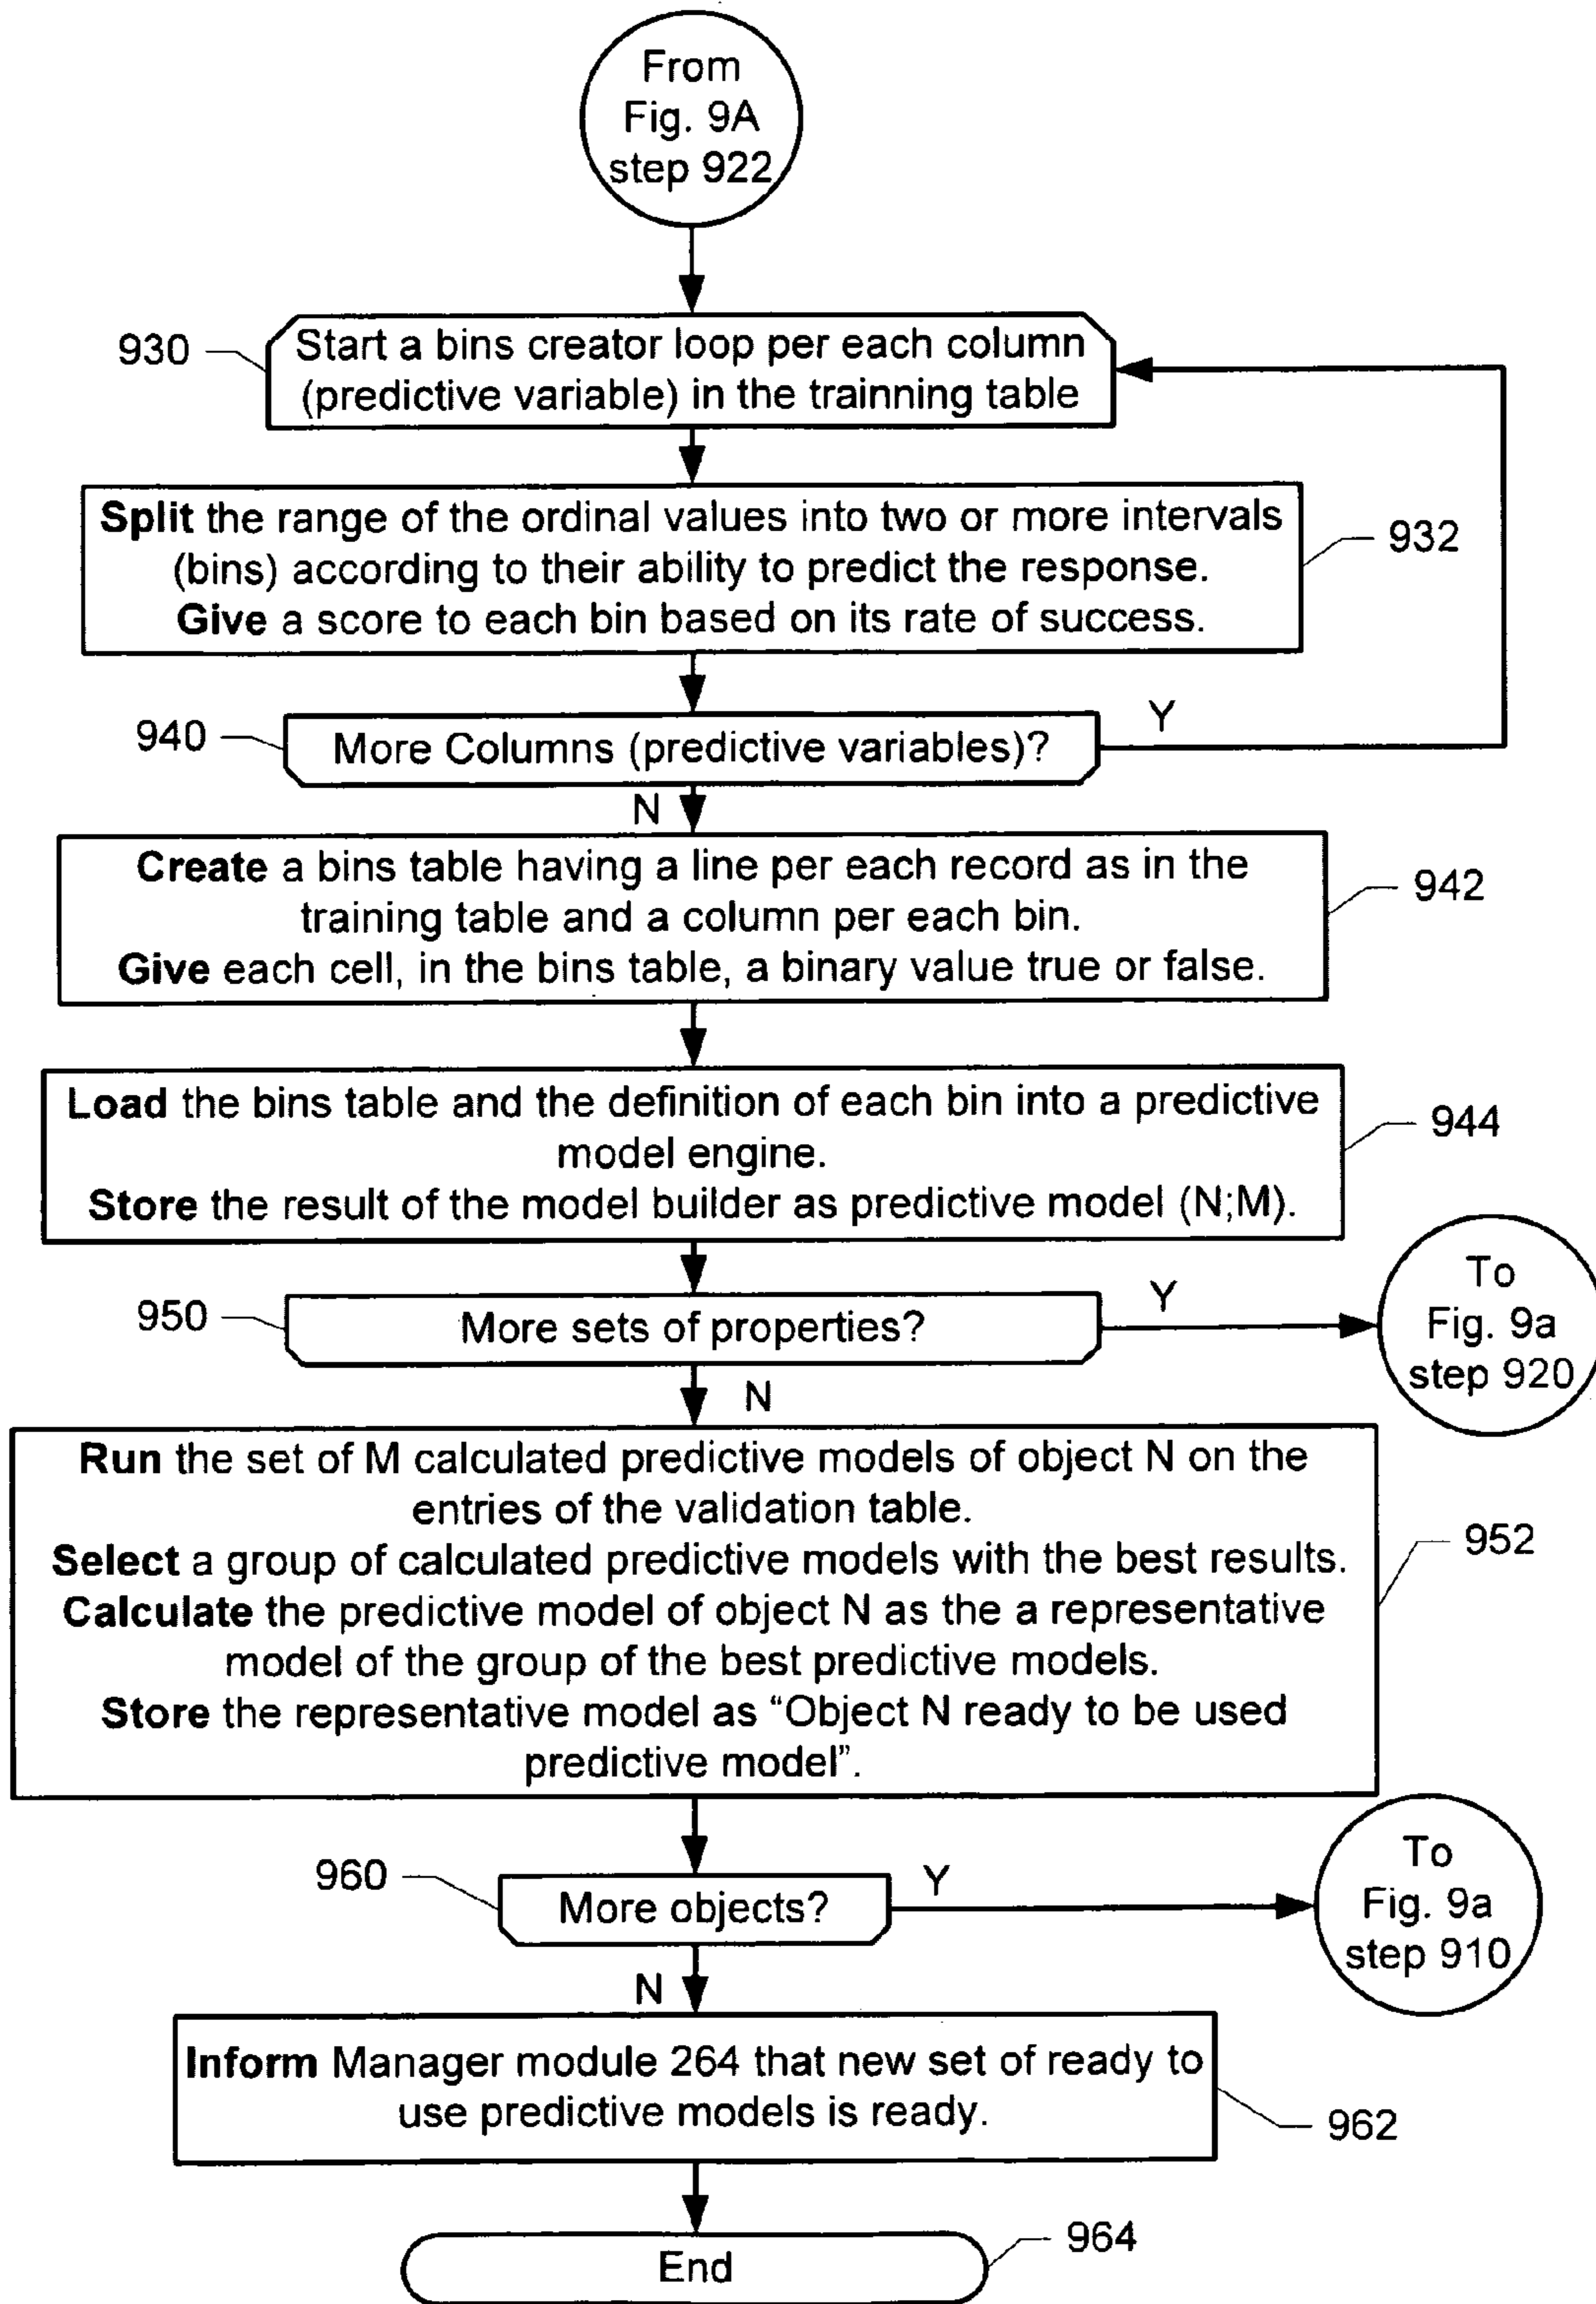 From
Fig. 9A
step 922
930
Start a bins creator loop per each column
(predictive variable) in the trainning table
Split the range of the ordinal values into two or more intervals
(bins) according to their ability to predict the response.
Give a score to each bin based on its rate of success.
932
940
More Columns (predictive variables)?
Y
N
Create a bins table having a line per each record as in the
training table and a column per each bin.
Give each cell, in the bins table, a binary value true or false.
942
Load the bins table and the definition of each bin into a predictive
model engine.
Store the result of the model builder as predictive model (N;M).
944
950
More sets of properties?
Y
To
Fig. 9a
step 920
N
Run the set of M calculated predictive models of object N on the
entries of the validation table.
Select a group of calculated predictive models with the best results.
Calculate the predictive model of object N as the a representative
model of the group of the best predictive models.
Store the representative model as “Object N ready to be used
predictive model”.
952
960
More objects?
Y
To
Fig. 9a
step 910
N
Inform Manager module 264 that new set of ready to
use predictive models is ready.
962
End
964